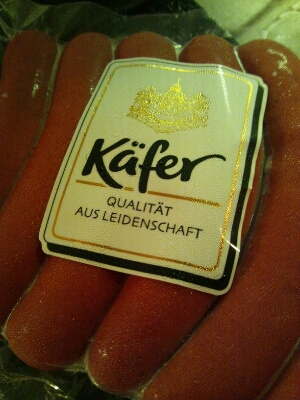 Käfer
QUALITÄT
AUS LEIDENSCHAFT